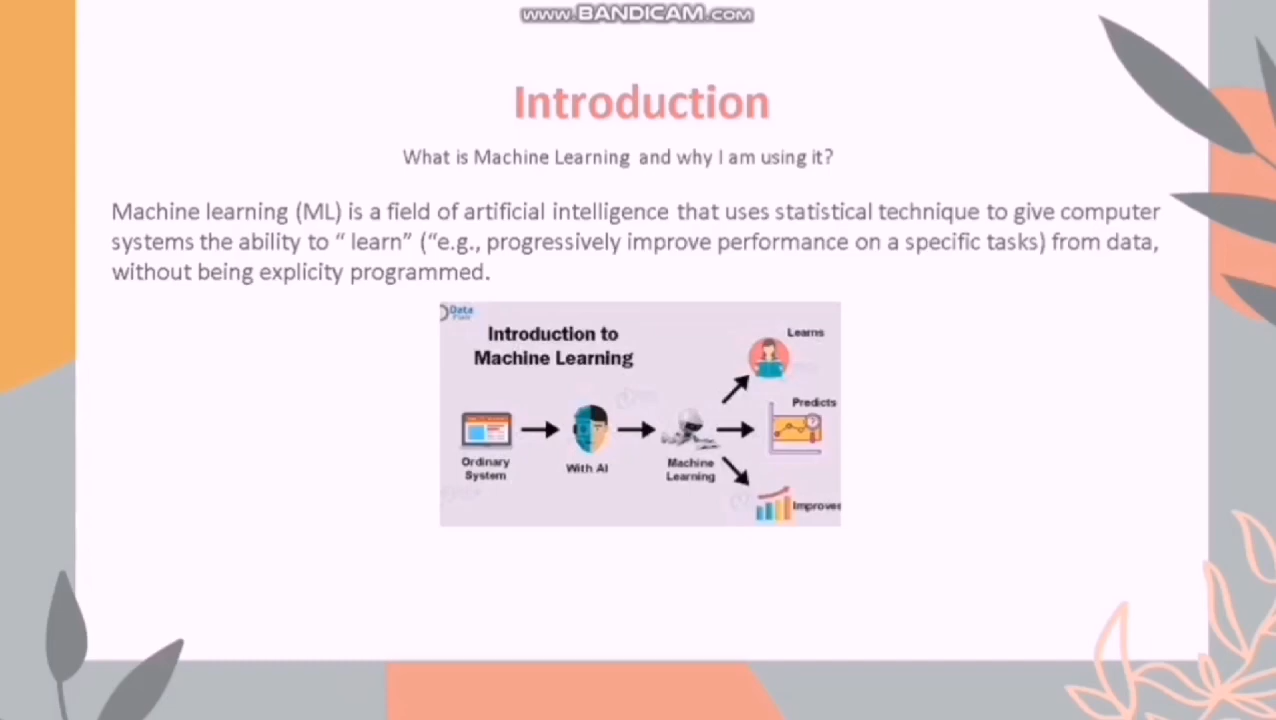 www.BANDICAM.com
Introduction
What is Machine Learning and why I am using it?
Machine learning (ML) is a field of artificial intelligence that uses statistical technique to give computer
systems the ability to “ learn” (“e.g., progressively improve performance on a specific tasks) from data,
without being explicity programmed.
Data
Flair
Introduction to
Machine Learning
Learns
Predicts
Ordinary
System
With AI
Machine
Learning
Improves